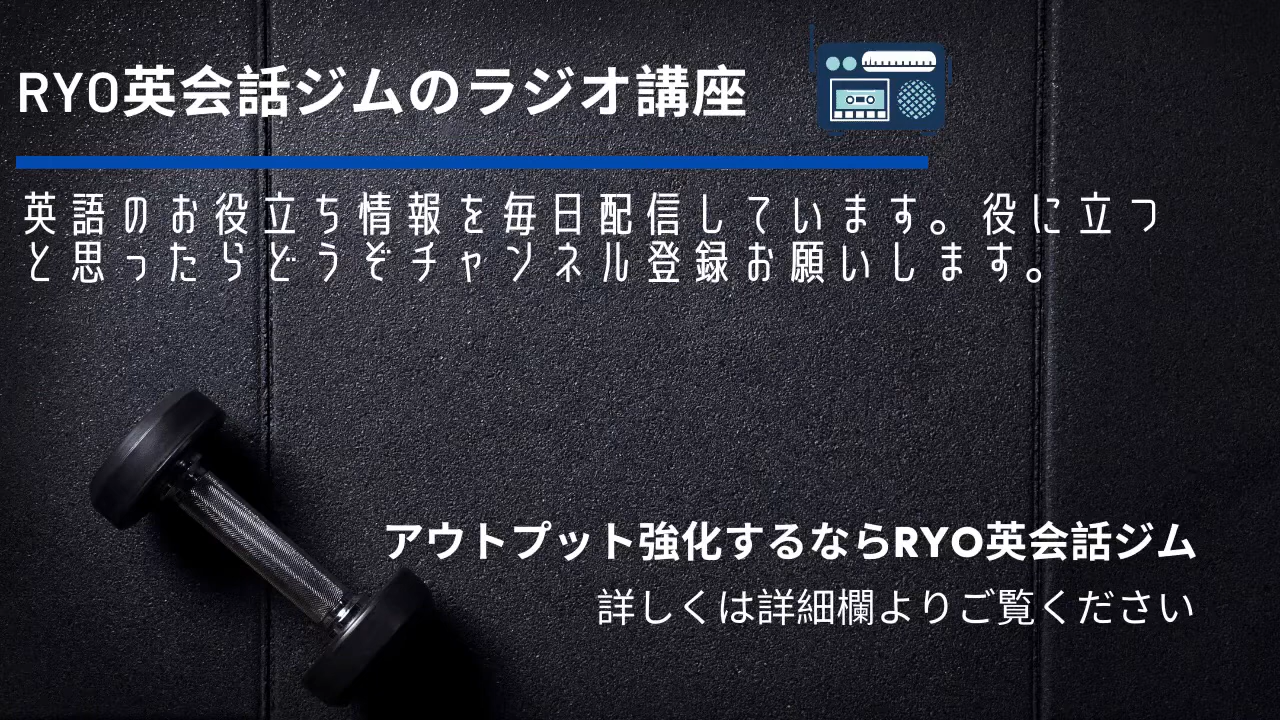 RYO英会話ジムのラジオ講座
英語のお役立ち情報を毎日配信しています。役に立つ
と思ったらどうぞチャンネル登録お願いします。
アウトプット強化するならRYO英会話ジム
詳しくは詳細欄よりご覧ください